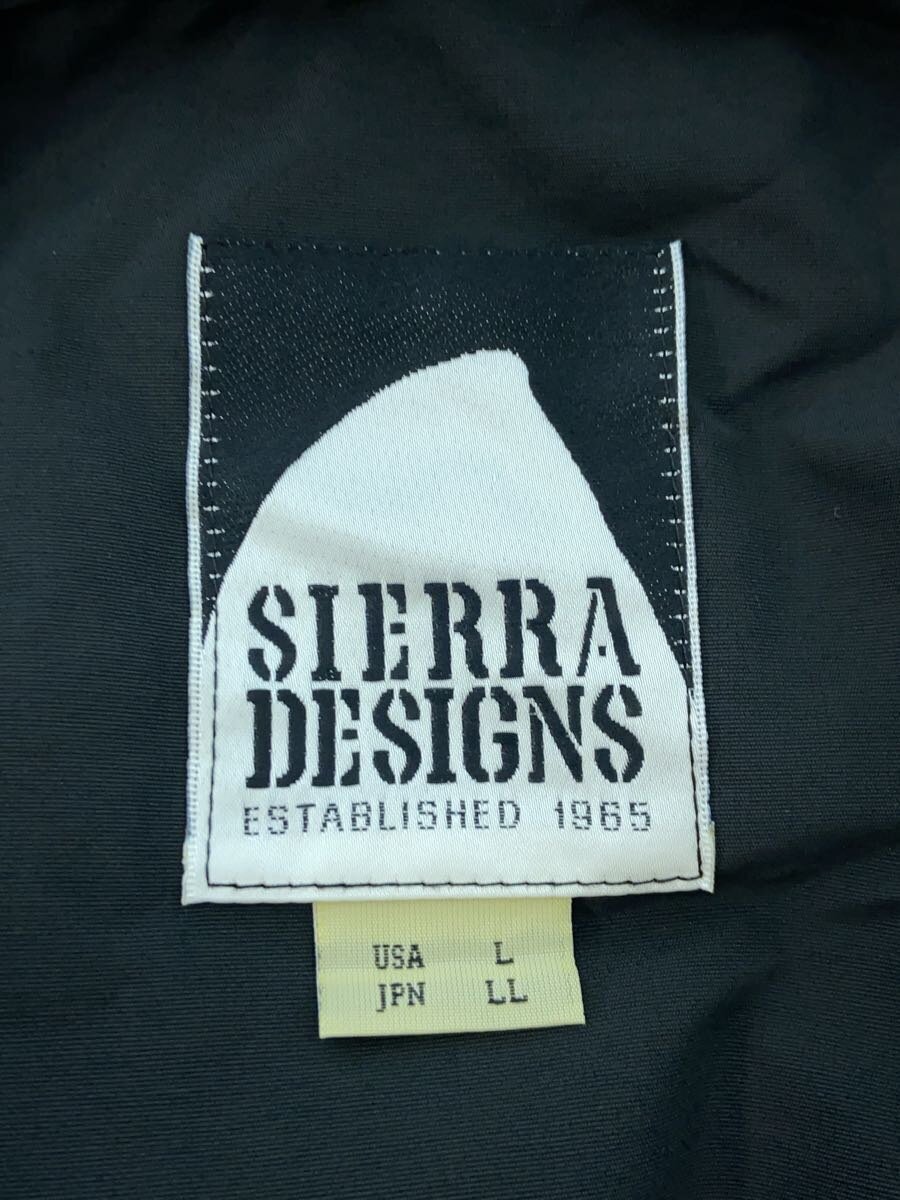 SIERRA
DESIGNS
ESTABLISHED 1965
USA L
JPN LL